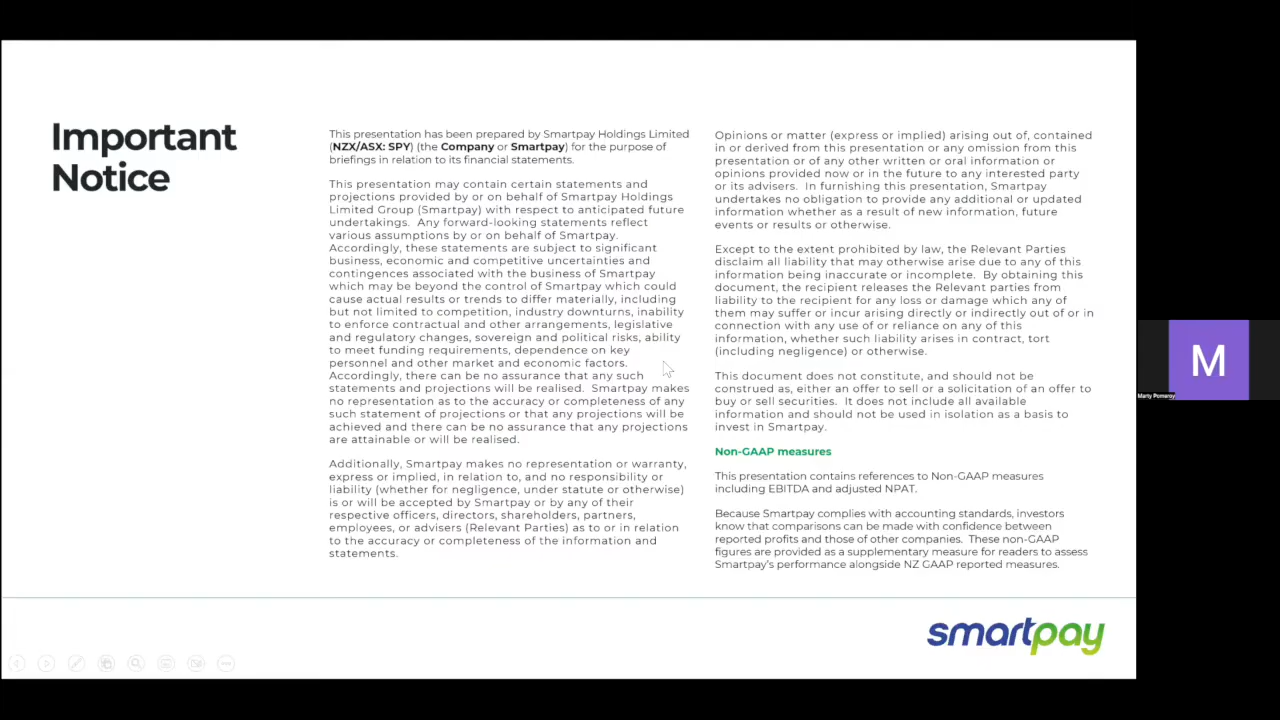 Important
Notice
This presentation has been prepared by Smartpay Holdings Limited
(NZX/ASX: SPY) (the Company or Smartpay) for the purpose of
briefings in relation to its financial statements.
This presentation may contain certain statements and
projections provided by or on behalf of Smartpay Holdings
Limited Group (Smartpay) with respect to anticipated future
undertakings.  Any forward-looking statements reflect
various assumptions by or on behalf of Smartpay.
Accordingly, these statements are subject to significant
business, economic and competitive uncertainties and
contingences associated with the business of Smartpay
which may be beyond the control of Smartpay which could
cause actual results or trends to differ materially, including
but not limited to competition, industry downturns, inability
to enforce contractual and other arrangements, legislative
and regulatory changes, sovereign and political risks, ability
to meet funding requirements, dependence on key
personnel and other market and economic factors.
Accordingly, there can be no assurance that any such
statements and projections will be realised.  Smartpay makes
no representation as to the accuracy or completeness of any
such statement of projections or that any projections will be
achieved and there can be no assurance that any projections
are attainable or will be realised.
Additionally, Smartpay makes no representation or warranty,
express or implied, in relation to, and no responsibility or
liability (whether for negligence, under statute or otherwise)
is or will be accepted by Smartpay or by any of their
respective officers, directors, shareholders, partners,
employees, or advisers (Relevant Parties) as to or in relation
to the accuracy or completeness of the information and
statements.
Opinions or matter (express or implied) arising out of, contained
in or derived from this presentation or any omission from this
presentation or of any other written or oral information or
opinions provided now or in the future to any interested party
or its advisers.  In furnishing this presentation, Smartpay
undertakes no obligation to provide any additional or updated
information whether as a result of new information, future
events or results or otherwise.
Except to the extent prohibited by law, the Relevant Parties
disclaim all liability that may otherwise arise due to any of this
information being inaccurate or incomplete.  By obtaining this
document, the recipient releases the Relevant parties from
liability to the recipient for any loss or damage which any of
them may suffer or incur arising directly or indirectly out of or in
connection with any use of or reliance on any of this
information, whether such liability arises in contract, tort
(including negligence) or otherwise.
This document does not constitute, and should not be
construed as, either an offer to sell or a solicitation of an offer to
buy or sell securities.  It does not include all available
information and should not be used in isolation as a basis to
invest in Smartpay.
Non-GAAP measures
This presentation contains references to Non-GAAP measures
including EBITDA and adjusted NPAT.
Because Smartpay complies with accounting standards, investors
know that comparisons can be made with confidence between
reported profits and those of other companies.  These non-GAAP
figures are provided as a supplementary measure for readers to assess
Smartpay's performance alongside NZ GAAP reported measures.
smartpay
M
Marty Pomeroy